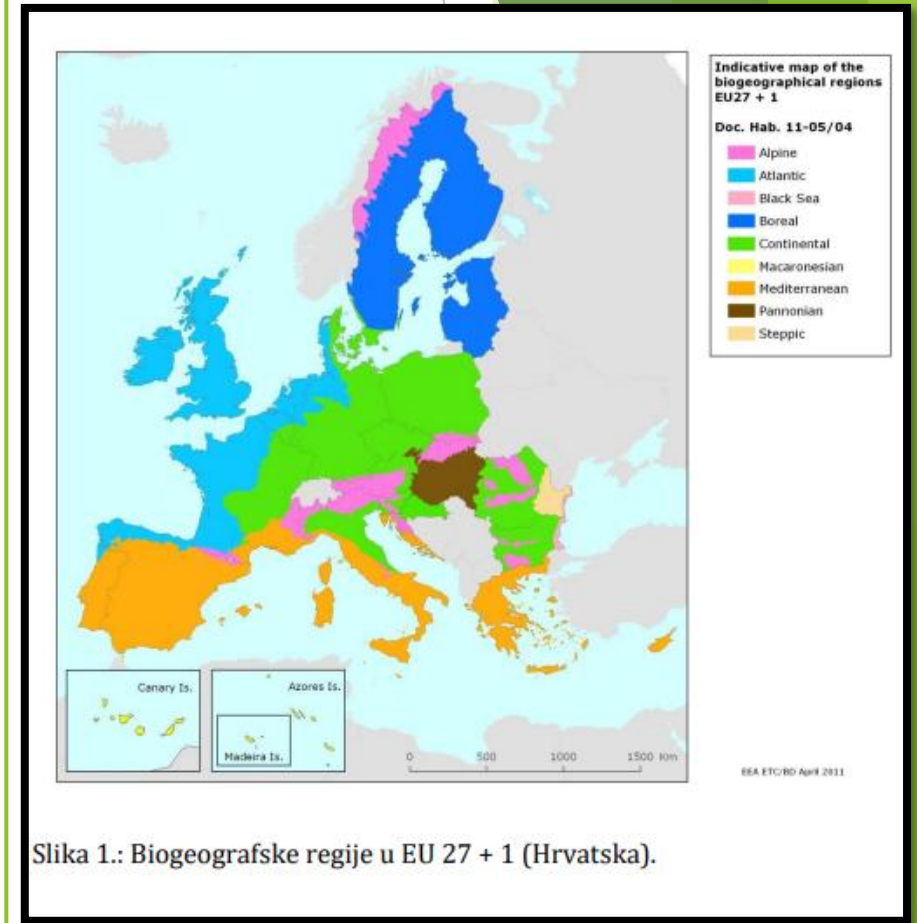 Indicative map of the
biogeographical regions
EU27 + 1
Doc. Hab. 11-05/04
Alpine
Atlantic
Black Sea
Boreal
Continental
Macaronesian
Mediterranean
Pannonian
Steppic
Canary Is.
Azores Is.
Madeira Is.
0 500 1000 1500 Km
EEA ETC/BD April 2011
Slika 1.: Biogeografske regije u EU 27 + 1 (Hrvatska).